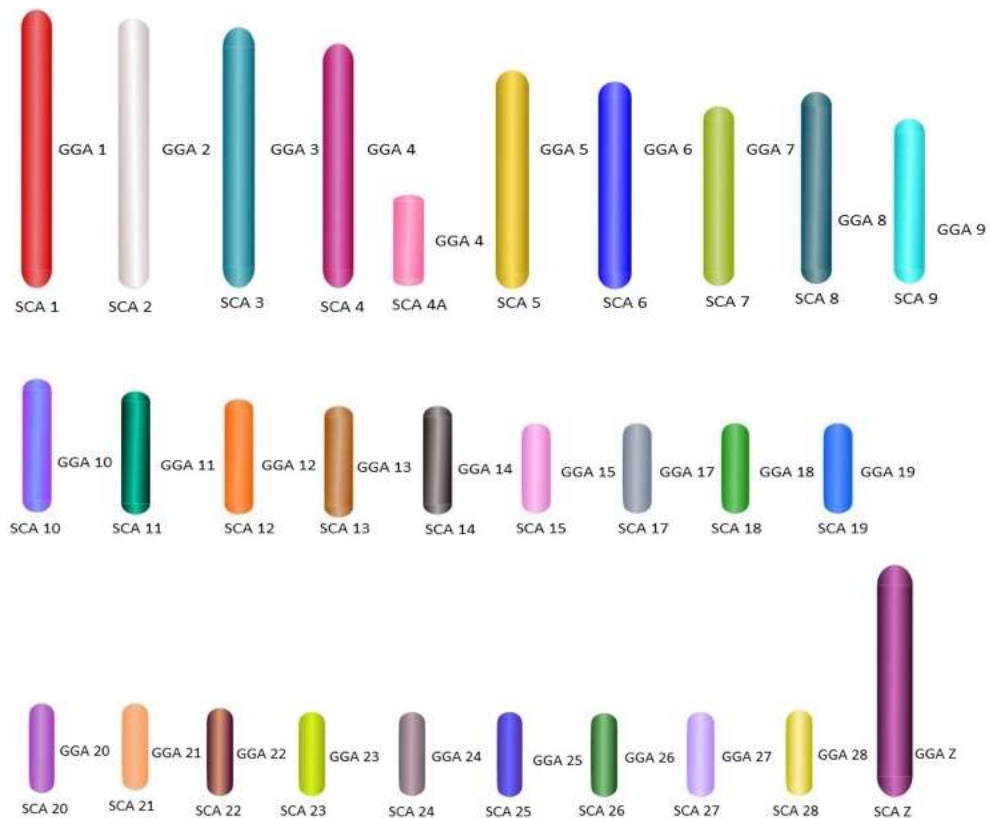 GGA 1
GGA 2
GGA 3
GGA 4
GGA 4
GGA 5
GGA 6
GGA 7
GGA 8
GGA 9
SCA 1
SCA 2
SCA 3
SCA 4
SCA 4A
SCA 5
SCA 6
SCA 7
SCA 8
SCA 9
GGA 10
GGA 11
GGA 12
GGA 13
GGA 14
GGA 15
GGA 17
GGA 18
GGA 19
SCA 10
SCA 11
SCA 12
SCA 13
SCA 14
SCA 15
SCA 17
SCA 18
SCA 19
GGA 20
GGA 21
GGA 22
GGA 23
GGA 24
GGA 25
GGA 26
GGA 27
GGA 28
GGA Z
SCA 20
SCA 21
SCA 22
SCA 23
SCA 24
SCA 25
SCA 26
SCA 27
SCA 28
SCA Z